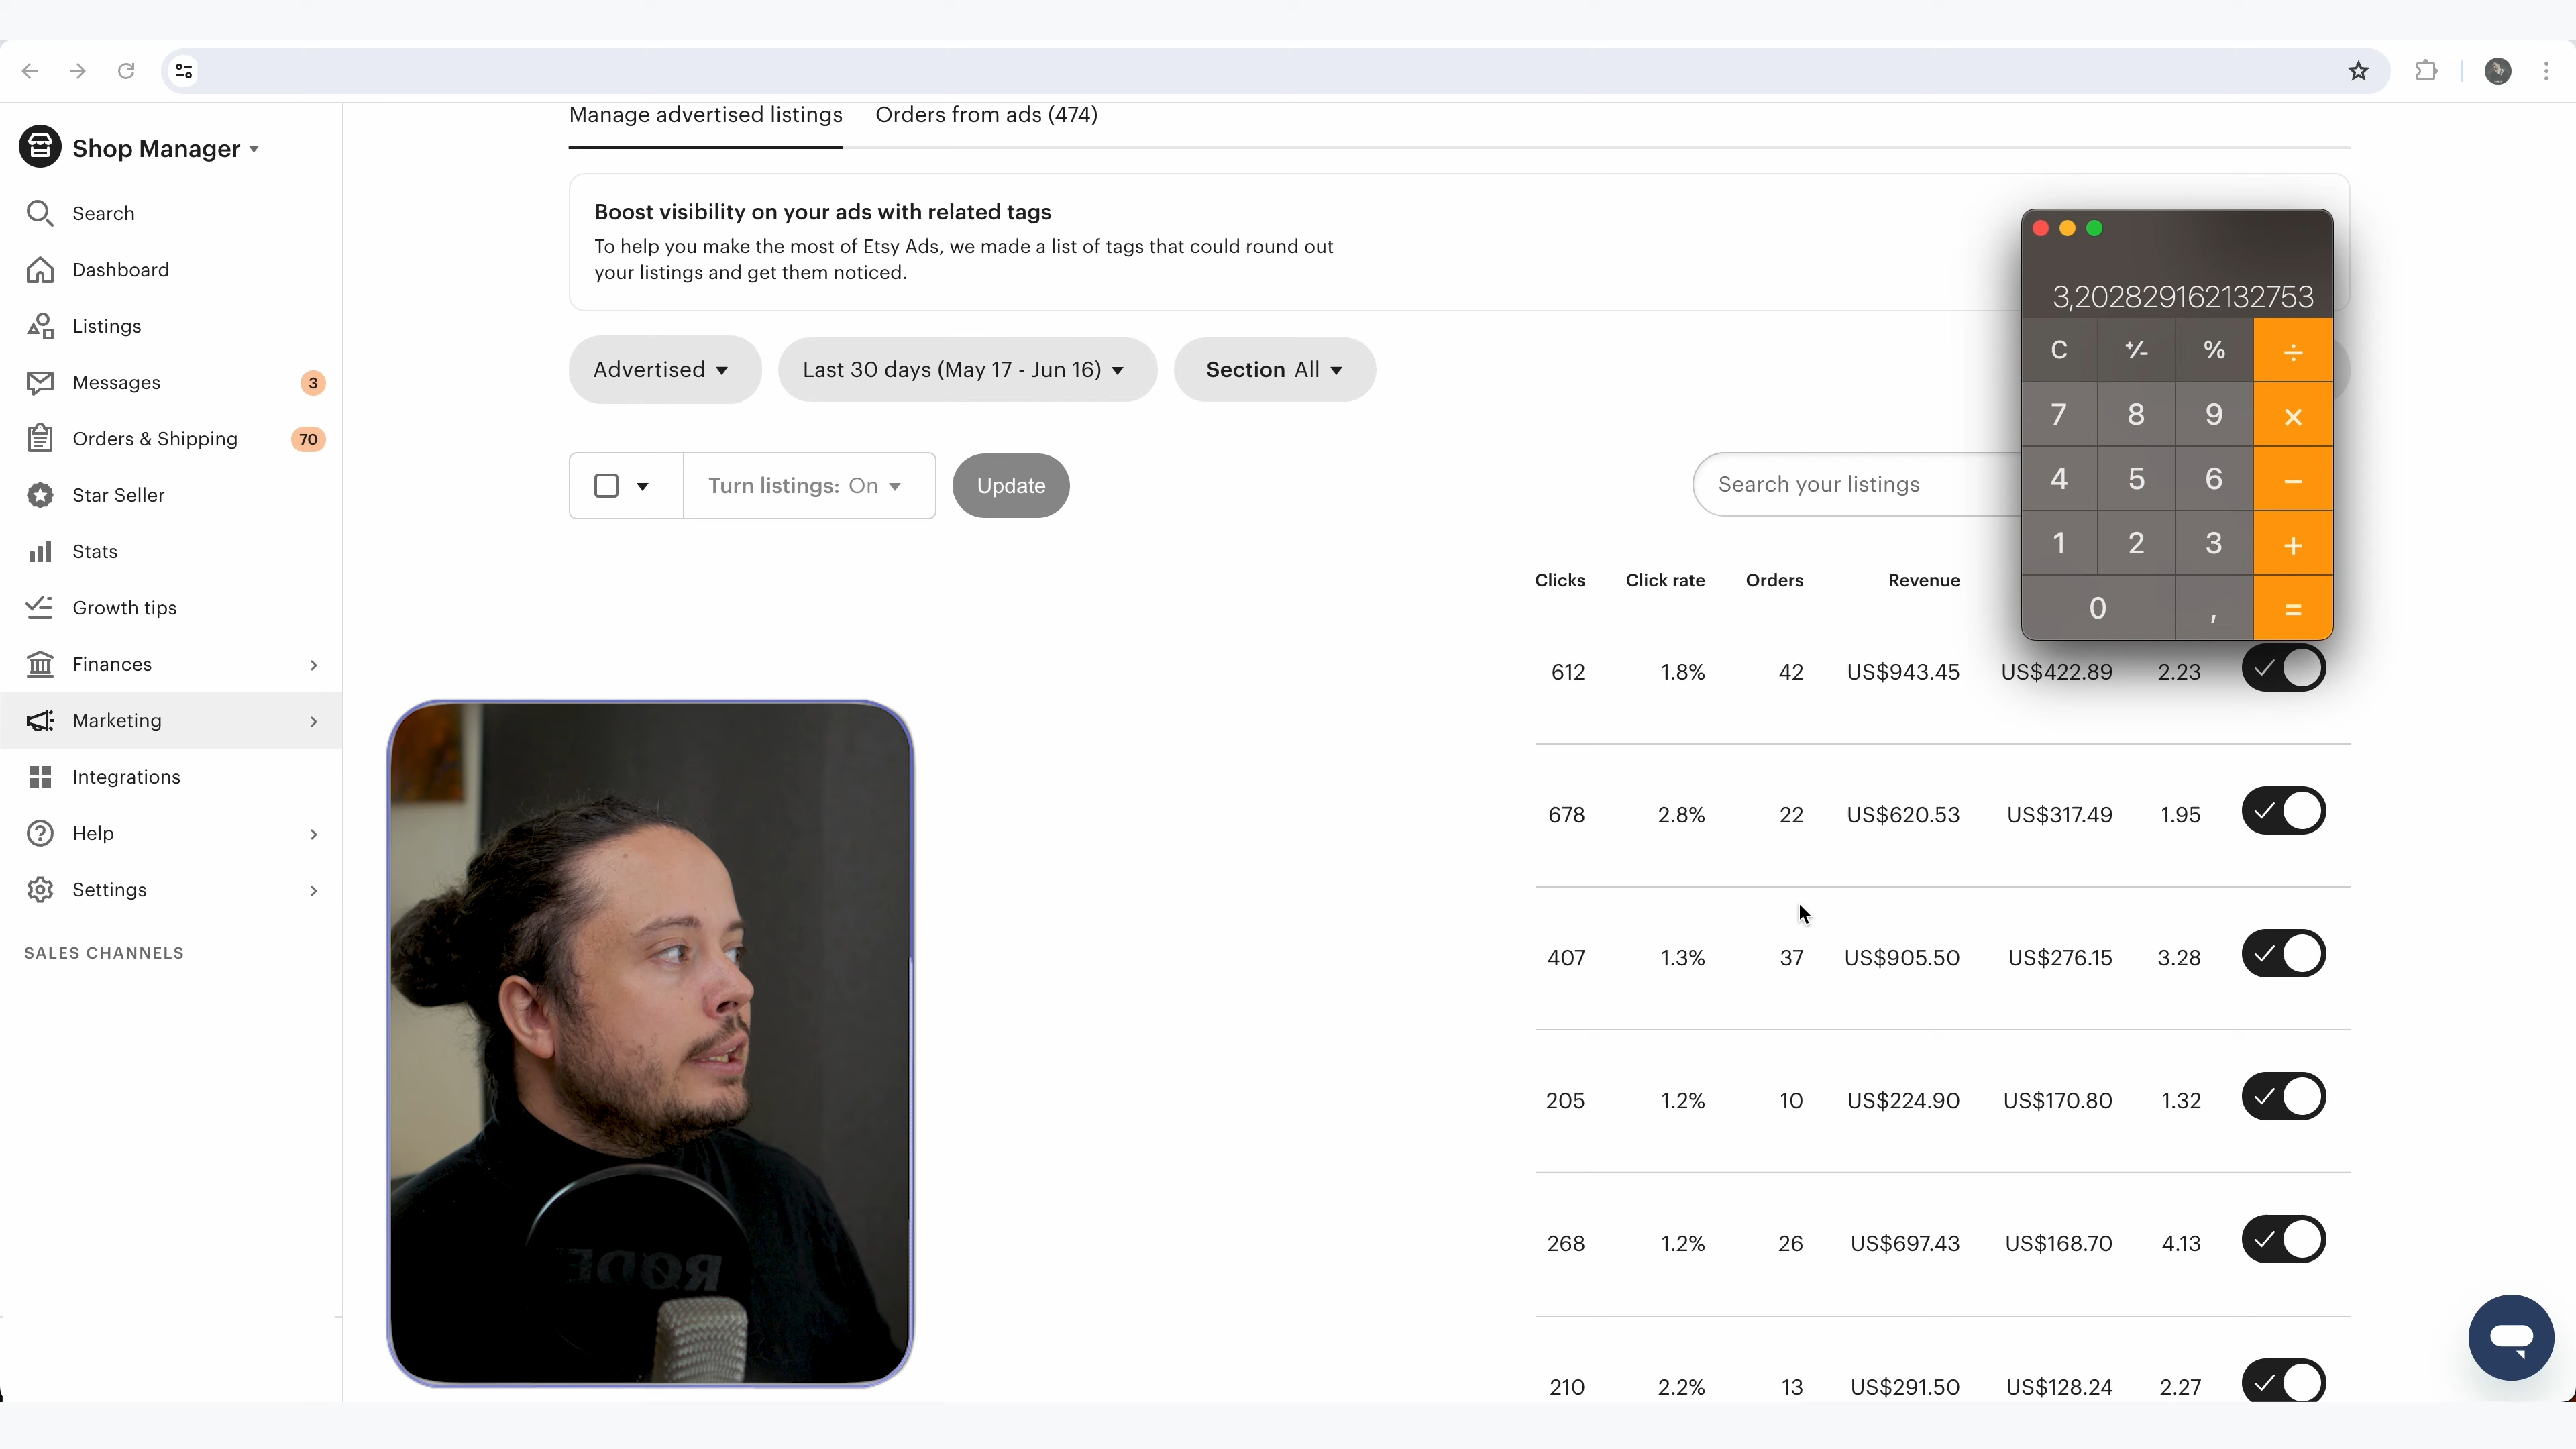 Shop Manager
Search
Dashboard
Listings
Messages 3
Orders & Shipping 70
Star Seller
Stats
Growth tips
Finances
Marketing
Integrations
Help
Settings
SALES CHANNELS
Manage advertised listings Orders from ads (474)
Boost visibility on your ads with related tags
To help you make the most of Etsy Ads, we made a list of tags that could round out
your listings and get them noticed.
Advertised Last 30 days (May 17 - Jun 16) Section All
Turn listings: On Update Search your listings
3,202829162132753
C +/- % ÷
7 8 9 ×
4 5 6 −
1 2 3 +
0 , =
Clicks Click rate Orders Revenue
612 1.8% 42 US$943.45 US$422.89 2.23
678 2.8% 22 US$620.53 US$317.49 1.95
407 1.3% 37 US$905.50 US$276.15 3.28
205 1.2% 10 US$224.90 US$170.80 1.32
268 1.2% 26 US$697.43 US$168.70 4.13
210 2.2% 13 US$291.50 US$128.24 2.27
RØDE